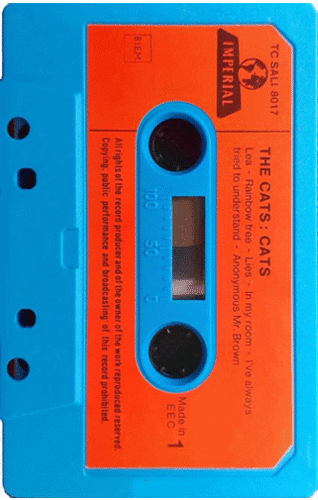 TC SALI 8017
IMPERIAL
THE CATS : CATS
Lea - Rainbow tree - Lies - In my room - I've always
tried to understand - Anonymous Mr. Brown
BIEM
100 50 0
Made in
EEC
1
All rights of the record producer and of the owner of the work reproduced reserved.
Copying, public performance and broadcasting of this record prohibited.